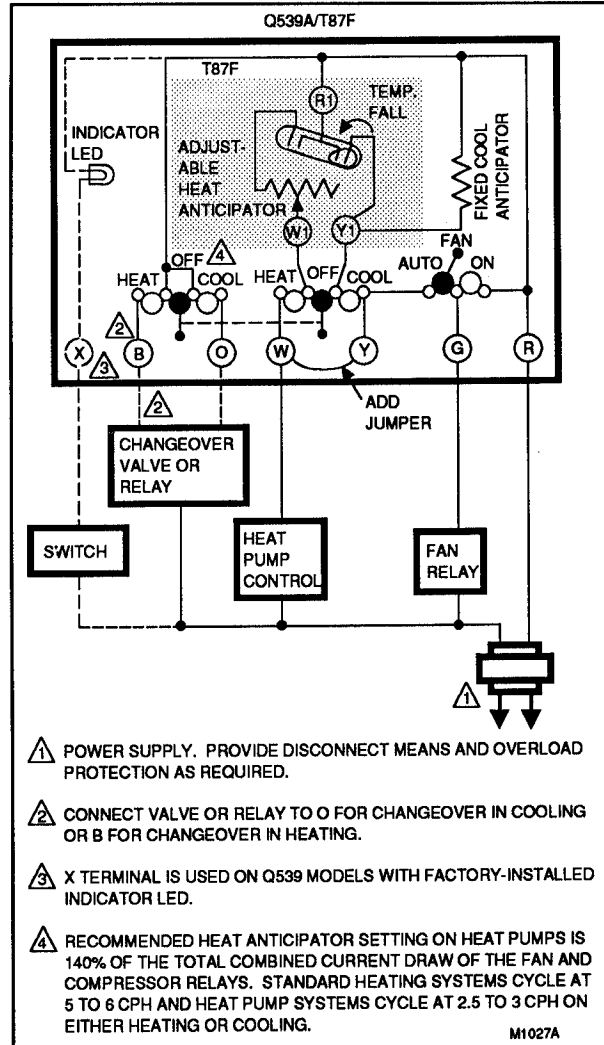 Q539A/T87F
T87F
R1
TEMP.
FALL
INDICATOR
LED
ADJUST-
ABLE
HEAT
ANTICIPATOR
FIXED COOL
ANTICIPATOR
W1
Y1
FAN
OFF
4
HEAT
COOL
HEAT
OFF
COOL
AUTO
ON
2
X
3
B
O
W
Y
G
R
2
ADD
JUMPER
CHANGEOVER
VALVE OR
RELAY
SWITCH
HEAT
PUMP
CONTROL
FAN
RELAY
1
1 POWER SUPPLY. PROVIDE DISCONNECT MEANS AND OVERLOAD
PROTECTION AS REQUIRED.
2 CONNECT VALVE OR RELAY TO O FOR CHANGEOVER IN COOLING
OR B FOR CHANGEOVER IN HEATING.
3 X TERMINAL IS USED ON Q539 MODELS WITH FACTORY-INSTALLED
INDICATOR LED.
4 RECOMMENDED HEAT ANTICIPATOR SETTING ON HEAT PUMPS IS
140% OF THE TOTAL COMBINED CURRENT DRAW OF THE FAN AND
COMPRESSOR RELAYS. STANDARD HEATING SYSTEMS CYCLE AT
5 TO 6 CPH AND HEAT PUMP SYSTEMS CYCLE AT 2.5 TO 3 CPH ON
EITHER HEATING OR COOLING.
M1027A